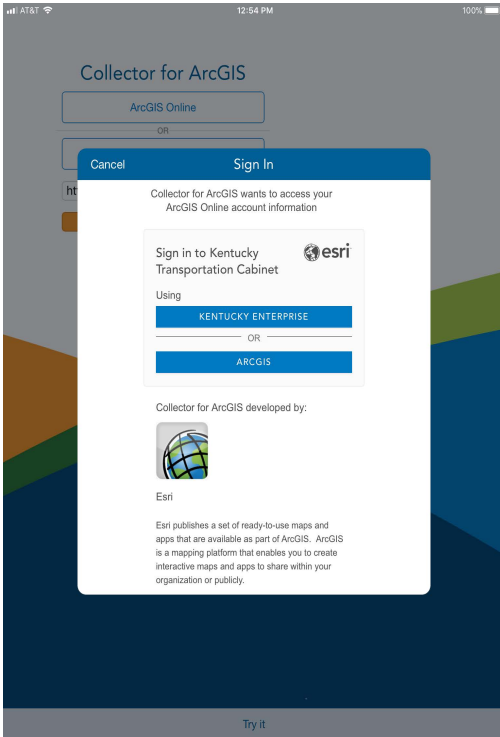 AT&T 12:54 PM 100%
Collector for ArcGIS
ArcGIS Online
OR
Cancel Sign In
htt
Collector for ArcGIS wants to access your
ArcGIS Online account information
Sign in to Kentucky
Transportation Cabinet
esri
Using
KENTUCKY ENTERPRISE
OR
ARCGIS
Collector for ArcGIS developed by:
Esri
Esri publishes a set of ready-to-use maps and
apps that are available as part of ArcGIS. ArcGIS
is a mapping platform that enables you to create
interactive maps and apps to share within your
organization or publicly.
Try it